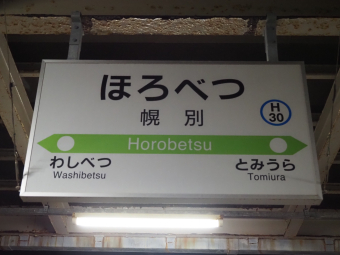 ほろべつ
幌別
H
30
Horobetsu
わしべつ
Washibetsu
とみうら
Tomiura